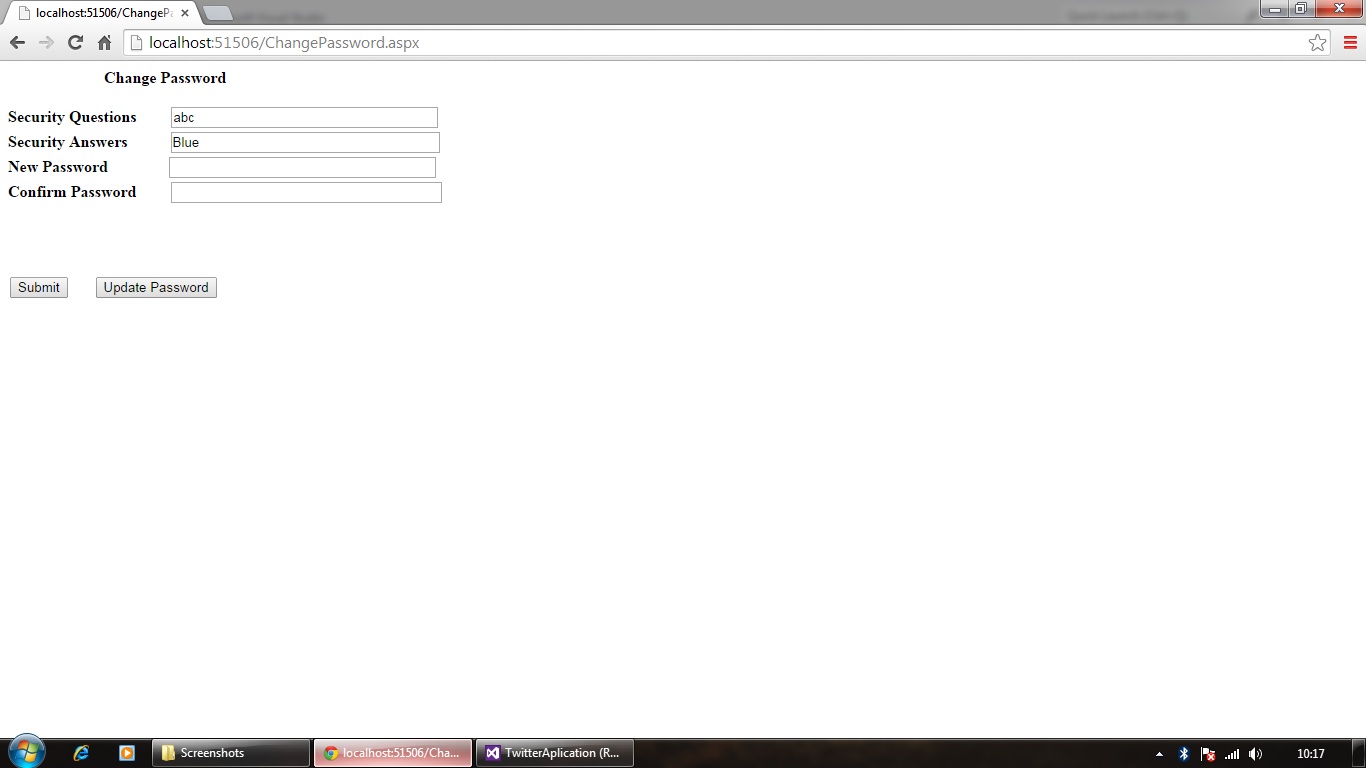 localhost:51506/ChangePa
localhost:51506/ChangePassword.aspx
Change Password
Security Questions abc
Security Answers Blue
New Password
Confirm Password
Submit Update Password
Screenshots localhost:51506/Cha... TwitterAplication (R... 10:17